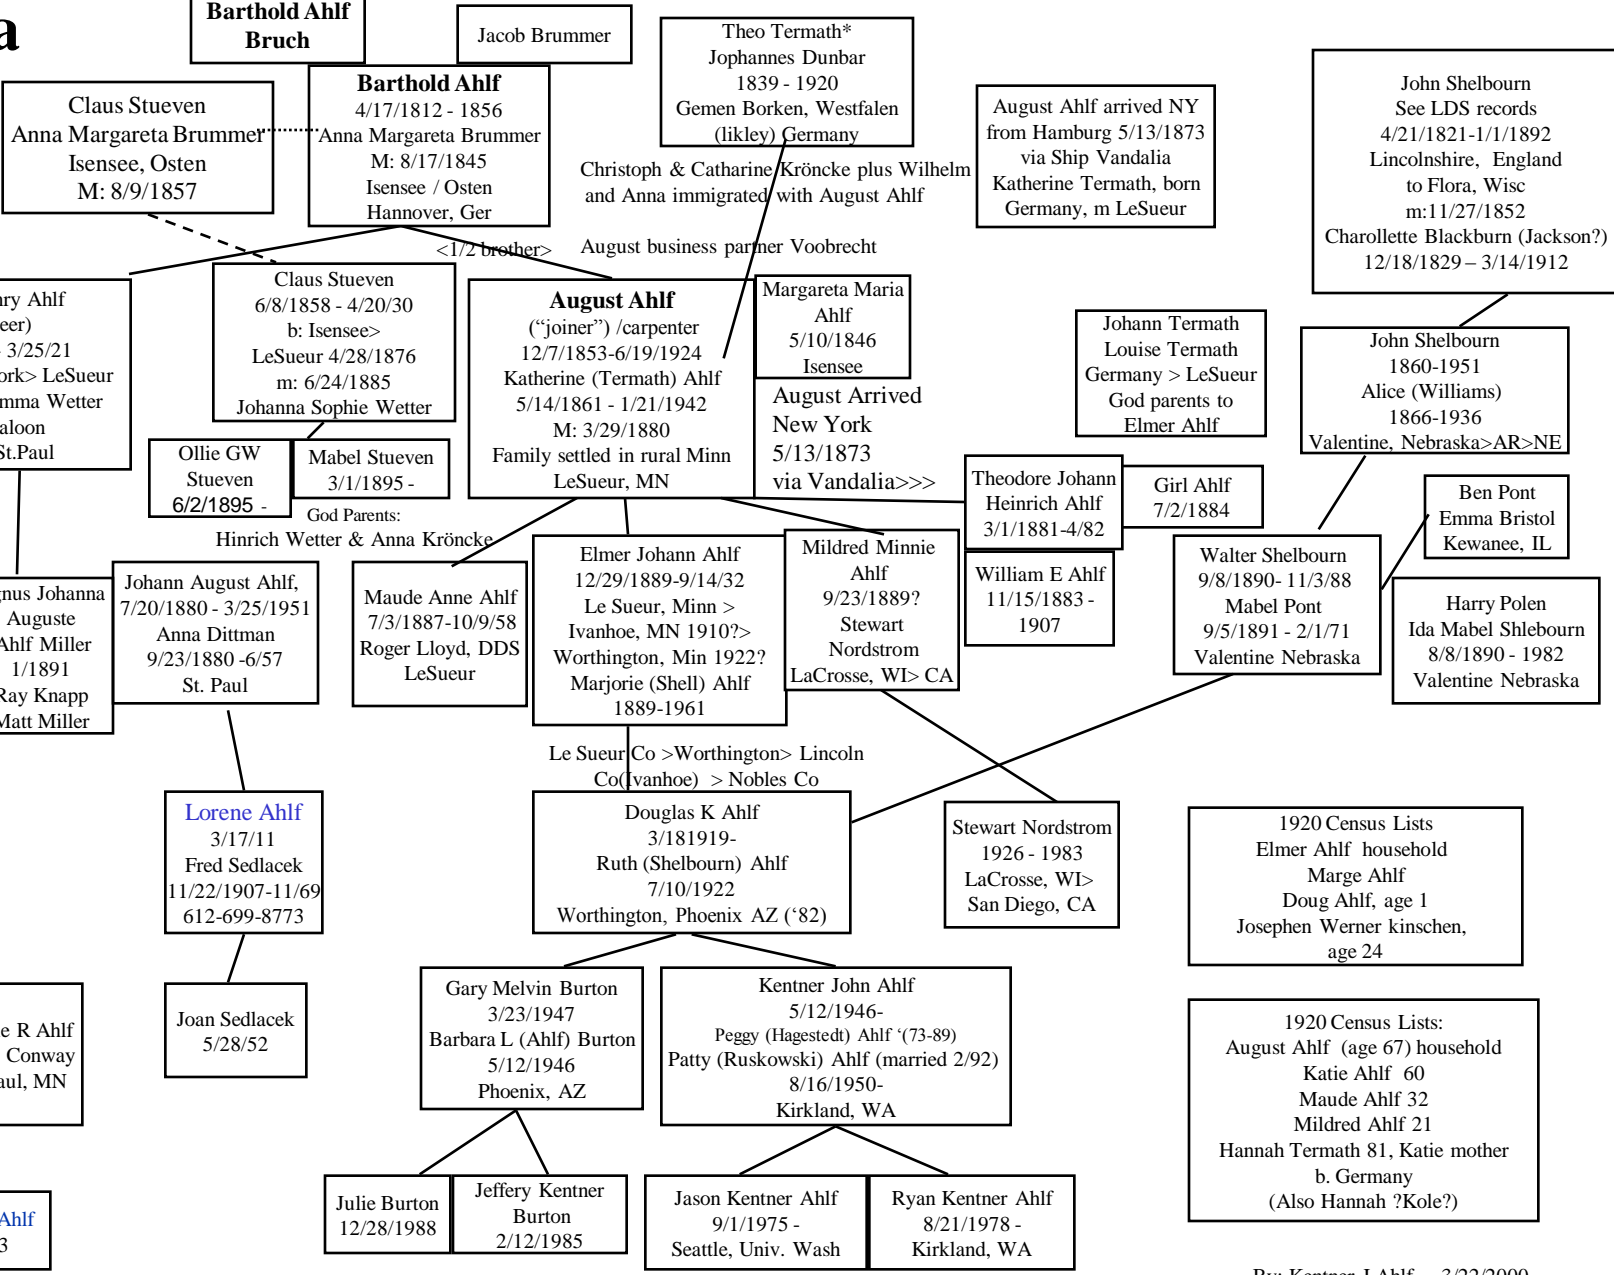 a
Barthold Ahlf
Bruch
Jacob Brummer
Theo Termath*
Jophannes Dunbar
1839 - 1920
Gemen Borken, Westfalen
(likley) Germany
Claus Stueven
Anna Margareta Brummer
Isensee, Osten
M: 8/9/1857
Barthold Ahlf
4/17/1812 - 1856
Anna Margareta Brummer
M: 8/17/1845
Isensee / Osten
Hannover, Ger
August Ahlf arrived NY
from Hamburg 5/13/1873
via Ship Vandalia
Katherine Termath, born
Germany, m LeSueur
John Shelbourn
See LDS records
4/21/1821-1/1/1892
Lincolnshire, England
to Flora, Wisc
m:11/27/1852
Charollette Blackburn (Jackson?)
12/18/1829 – 3/14/1912
Christoph & Catharine Kröncke plus Wilhelm
and Anna immigrated with August Ahlf
<1/2 brother>
August business partner Voobrecht
nry Ahlf
eer)
- 3/25/21
ork> LeSueur
mma Wetter
aloon
St.Paul
Claus Stueven
6/8/1858 - 4/20/30
b: Isensee>
LeSueur 4/28/1876
m: 6/24/1885
Johanna Sophie Wetter
August Ahlf
(“joiner”) /carpenter
12/7/1853-6/19/1924
Katherine (Termath) Ahlf
5/14/1861 - 1/21/1942
M: 3/29/1880
Family settled in rural Minn
LeSueur, MN
Margareta Maria
Ahlf
5/10/1846
Isensee
August Arrived
New York
5/13/1873
via Vandalia>>>
Johann Termath
Louise Termath
Germany > LeSueur
God parents to
Elmer Ahlf
John Shelbourn
1860-1951
Alice (Williams)
1866-1936
Valentine, Nebraska>AR>NE
Ollie GW
Stueven
6/2/1895 -
Mabel Stueven
3/1/1895 -
God Parents:
Hinrich Wetter & Anna Kröncke
Theodore Johann
Heinrich Ahlf
3/1/1881-4/82
Girl Ahlf
7/2/1884
Ben Pont
Emma Bristol
Kewanee, IL
gnus Johanna
Auguste
Ahlf Miller
1/1891
Ray Knapp
Matt Miller
Johann August Ahlf,
7/20/1880 - 3/25/1951
Anna Dittman
9/23/1880 -6/57
St. Paul
Maude Anne Ahlf
7/3/1887-10/9/58
Roger Lloyd, DDS
LeSueur
Elmer Johann Ahlf
12/29/1889-9/14/32
Le Sueur, Minn >
Ivanhoe, MN 1910?>
Worthington, Min 1922?
Marjorie (Shell) Ahlf
1889-1961
Mildred Minnie
Ahlf
9/23/1889?
Stewart
Nordstrom
LaCrosse, WI> CA
William E Ahlf
11/15/1883 -
1907
Walter Shelbourn
9/8/1890- 11/3/88
Mabel Pont
9/5/1891 - 2/1/71
Valentine Nebraska
Harry Polen
Ida Mabel Shlebourn
8/8/1890 - 1982
Valentine Nebraska
Le Sueur Co >Worthington> Lincoln
Co(Ivanhoe) > Nobles Co
Lorene Ahlf
3/17/11
Fred Sedlacek
11/22/1907-11/69
612-699-8773
Douglas K Ahlf
3/181919-
Ruth (Shelbourn) Ahlf
7/10/1922
Worthington, Phoenix AZ (‘82)
Stewart Nordstrom
1926 - 1983
LaCrosse, WI>
San Diego, CA
1920 Census Lists
Elmer Ahlf household
Marge Ahlf
Doug Ahlf, age 1
Josephen Werner kinschen,
age 24
e R Ahlf
Conway
aul, MN
Joan Sedlacek
5/28/52
Gary Melvin Burton
3/23/1947
Barbara L (Ahlf) Burton
5/12/1946
Phoenix, AZ
Kentner John Ahlf
5/12/1946-
Peggy (Hagestedt) Ahlf ‘(73-89)
Patty (Ruskowski) Ahlf (married 2/92)
8/16/1950-
Kirkland, WA
1920 Census Lists:
August Ahlf (age 67) household
Katie Ahlf 60
Maude Ahlf 32
Mildred Ahlf 21
Hannah Termath 81, Katie mother
b. Germany
(Also Hannah ?Kole?)
Ahlf
3
Julie Burton
12/28/1988
Jeffery Kentner
Burton
2/12/1985
Jason Kentner Ahlf
9/1/1975 -
Seattle, Univ. Wash
Ryan Kentner Ahlf
8/21/1978 -
Kirkland, WA
By: Kentner J Ahlf 3/22/2000